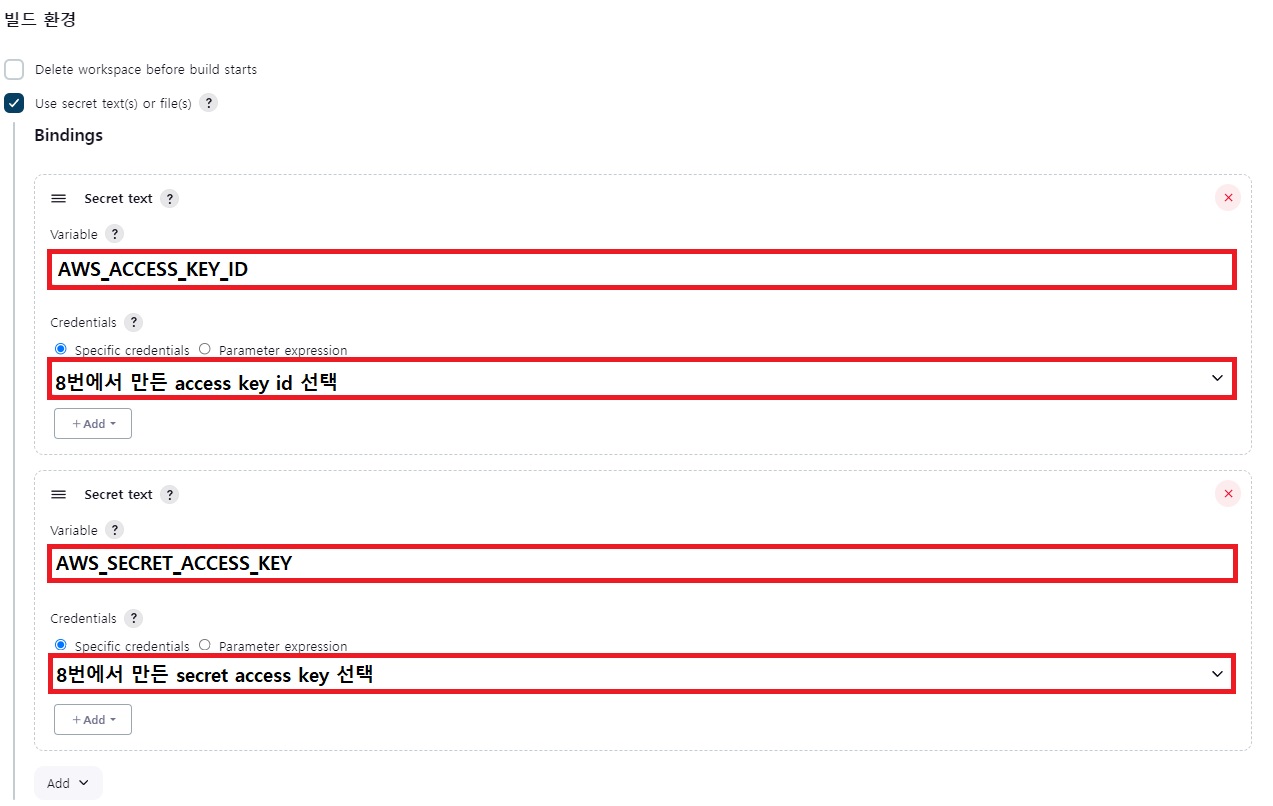 빌드 환경
Delete workspace before build starts
Use secret text(s) or file(s) ?
Bindings
Secret text ?
Variable ?
AWS_ACCESS_KEY_ID
Credentials ?
Specific credentials Parameter expression
8번에서 만든 access key id 선택
+ Add
Secret text ?
Variable ?
AWS_SECRET_ACCESS_KEY
Credentials ?
Specific credentials Parameter expression
8번에서 만든 secret access key 선택
+ Add
Add